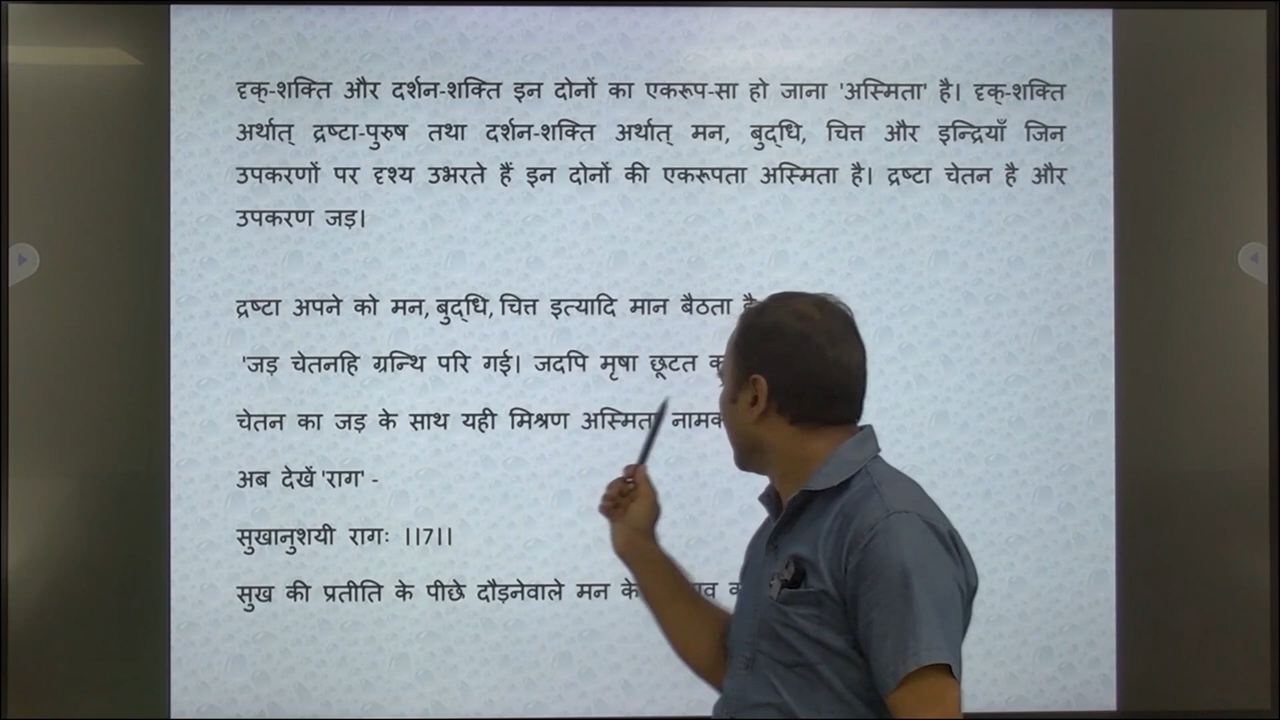 दृक्-शक्ति और दर्शन-शक्ति इन दोनों का एकरूप-सा हो जाना 'अस्मिता' है। दृक्-शक्ति
अर्थात् द्रष्टा-पुरुष तथा दर्शन-शक्ति अर्थात् मन, बुद्धि, चित्त और इन्द्रियाँ जिन
उपकरणों पर दृश्य उभरते हैं इन दोनों की एकरूपता अस्मिता है। द्रष्टा चेतन है और
उपकरण जड़।
द्रष्टा अपने को मन, बुद्धि, चित्त इत्यादि मान बैठता
'जड़ चेतनहि ग्रन्थि परि गई। जदपि मृषा छूटत
चेतन का जड़ के साथ यही मिश्रण
अब देखें 'राग' -
सुखानुशयी रागः ।।7।।
सुख की प्रतीति के पीछे दौड़नेवाले मन के